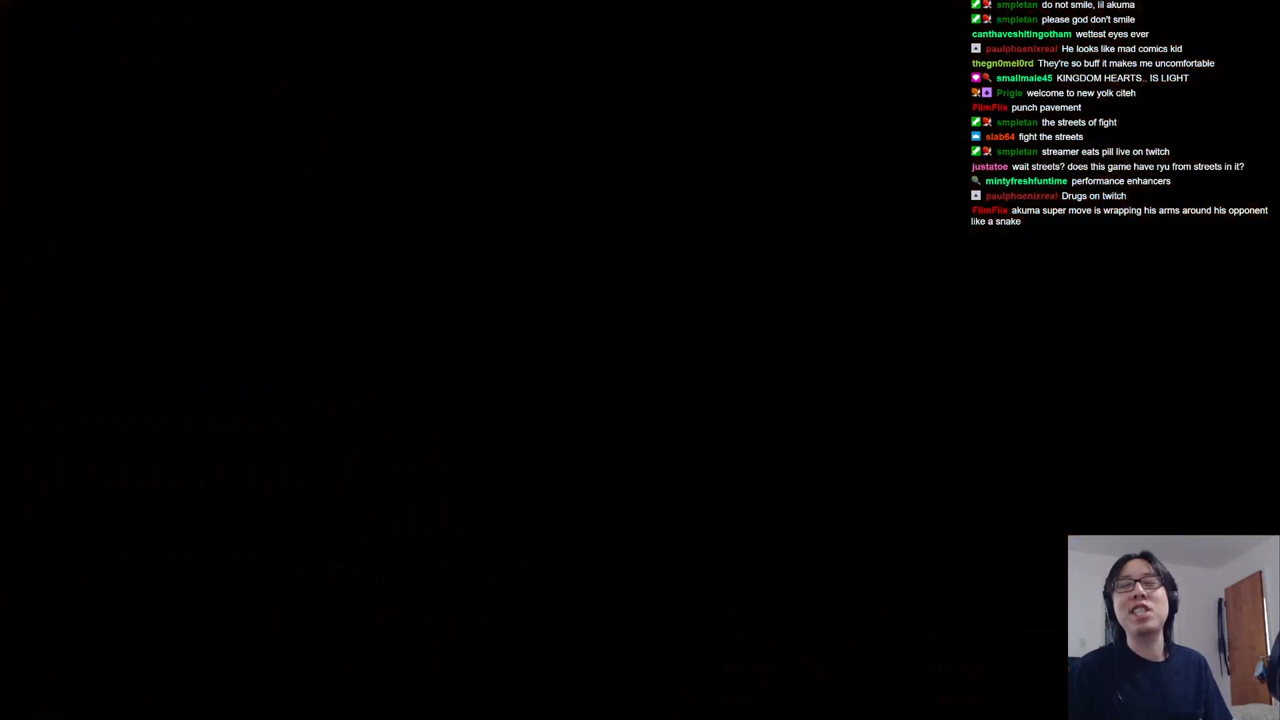 smpletan do not smile, lil akuma
smpletan please god don't smile
canthaveshitingotham wettest eyes ever
paulphoenixreal He looks like mad comics kid
thegn0mel0rd They're so buff it makes me uncomfortable
smallmale45 KINGDOM HEARTS.. IS LIGHT
Prigle welcome to new yolk citeh
FlimFlix punch pavement
smpletan the streets of fight
slab64 fight the streets
smpletan streamer eats pill live on twitch
justatoe wait streets? does this game have ryu from streets in it?
mintyfreshfuntime performance enhancers
paulphoenixreal Drugs on twitch
FlimFlix akuma super move is wrapping his arms around his opponent
like a snake